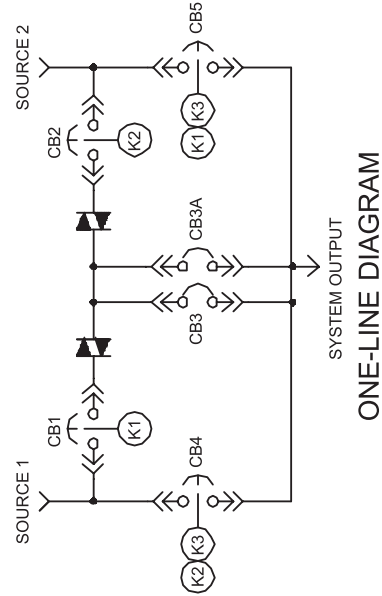 SOURCE 1
SOURCE 2
CB1
K1
CB2
K2
CB4
K2 K3
CB3
CB3A
CB5
K1 K3
SYSTEM OUTPUT
ONE-LINE DIAGRAM